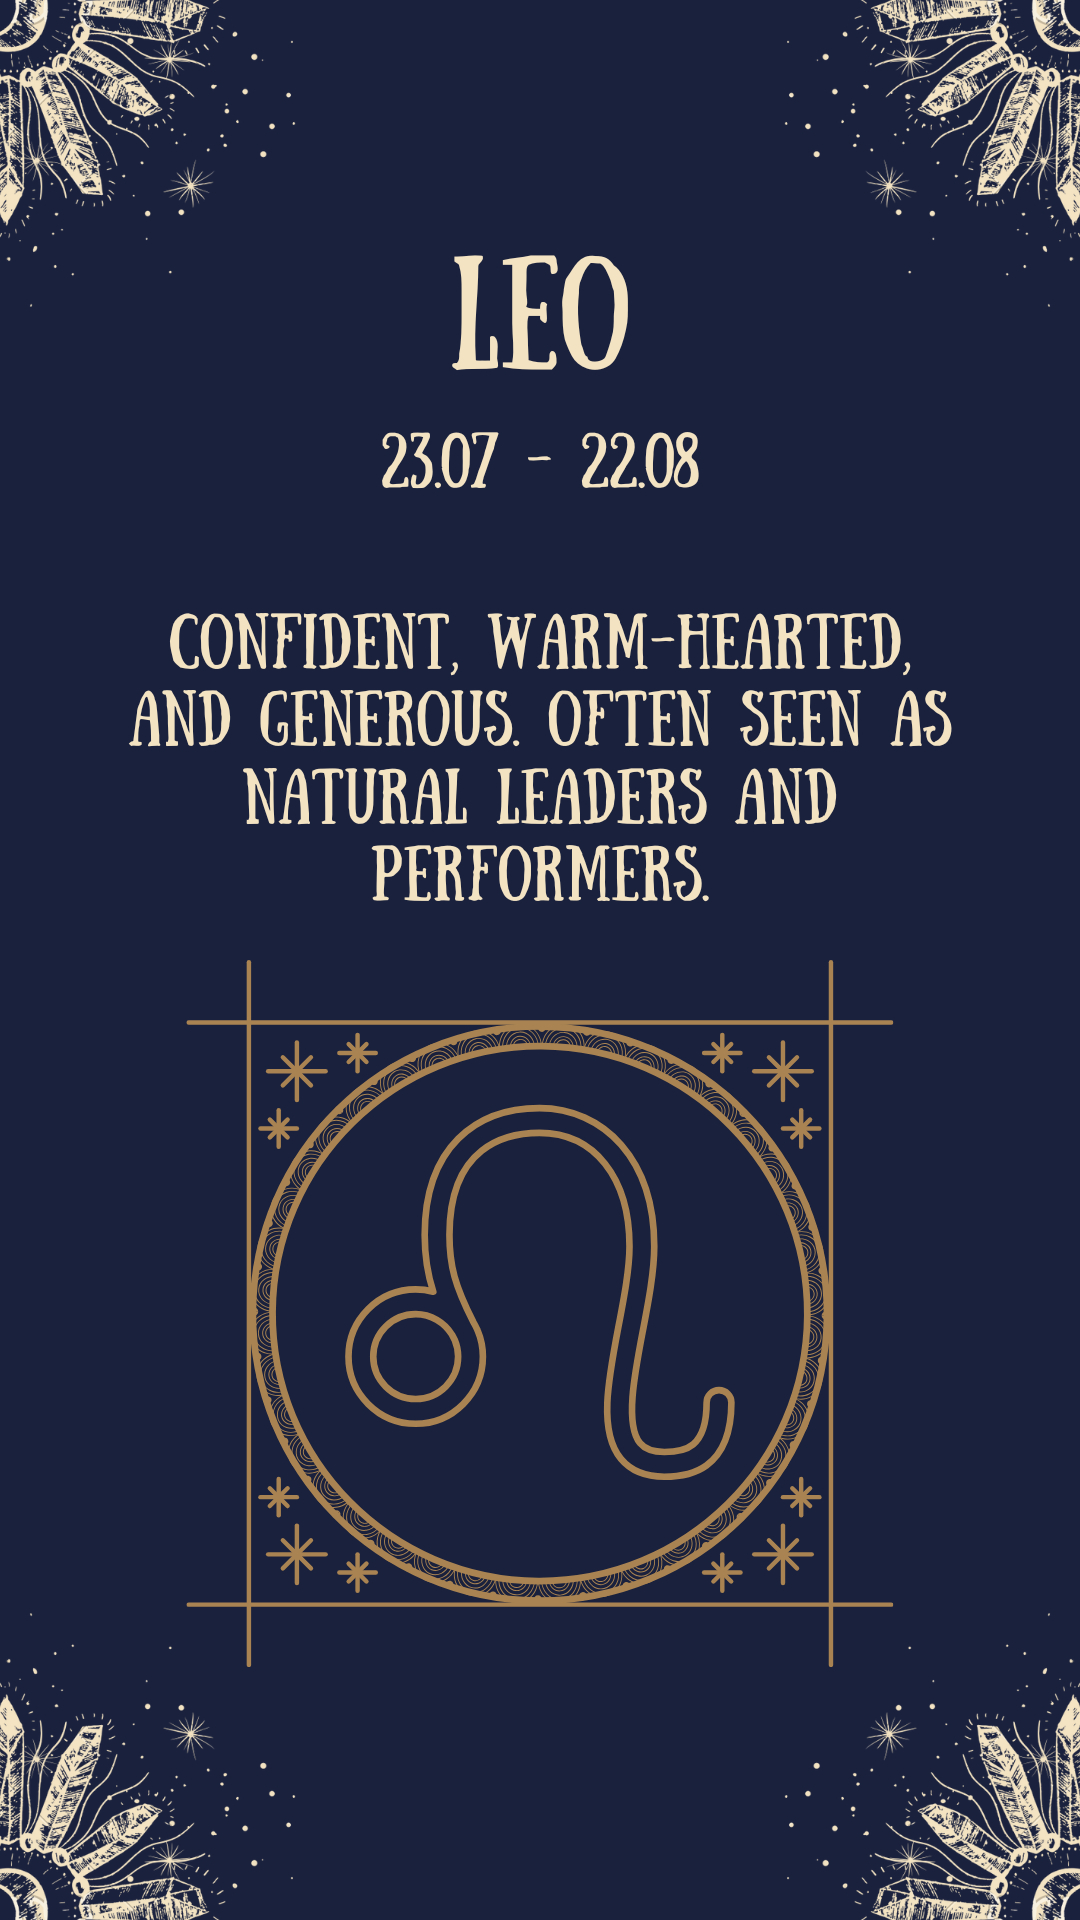 LEO
23.07 - 22.08
CONFIDENT, WARM-HEARTED,
AND GENEROUS. OFTEN SEEN AS
NATURAL LEADERS AND
PERFORMERS.